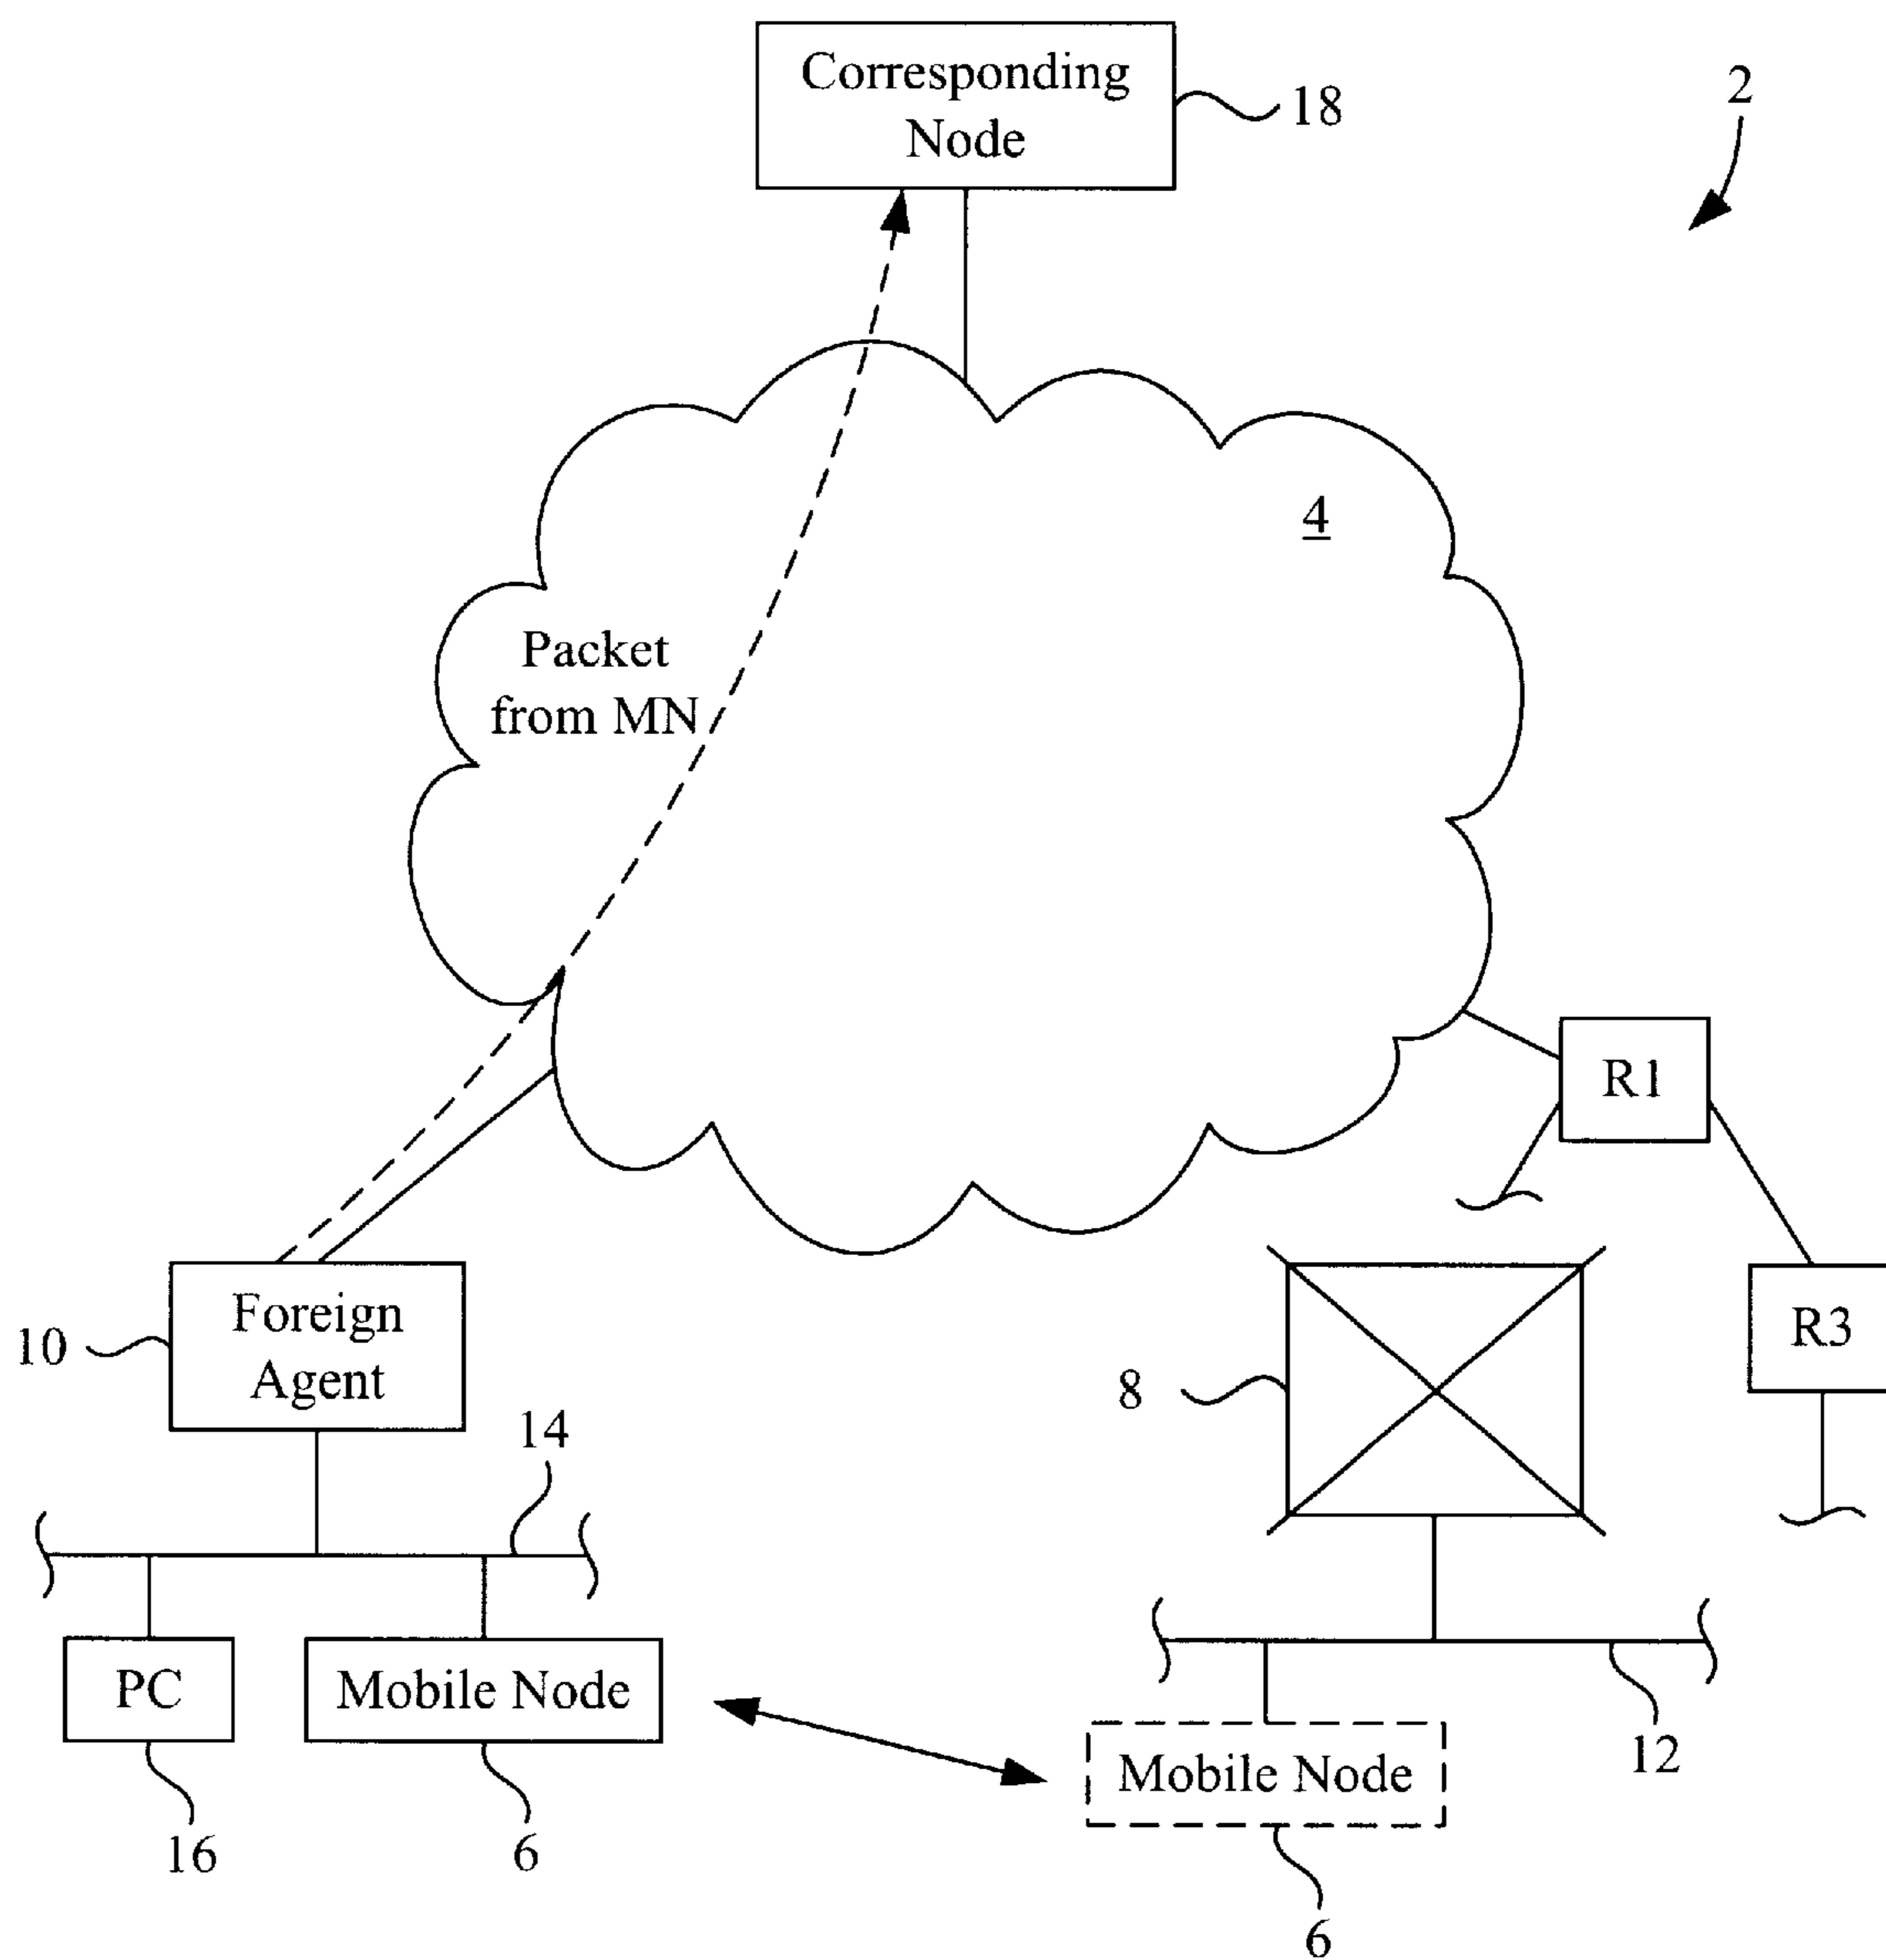 Corresponding
Node
18
2
4
Packet
from MN
R1
Foreign
Agent
10
R3
8
14
PC
Mobile Node
12
Mobile Node
16
6
6